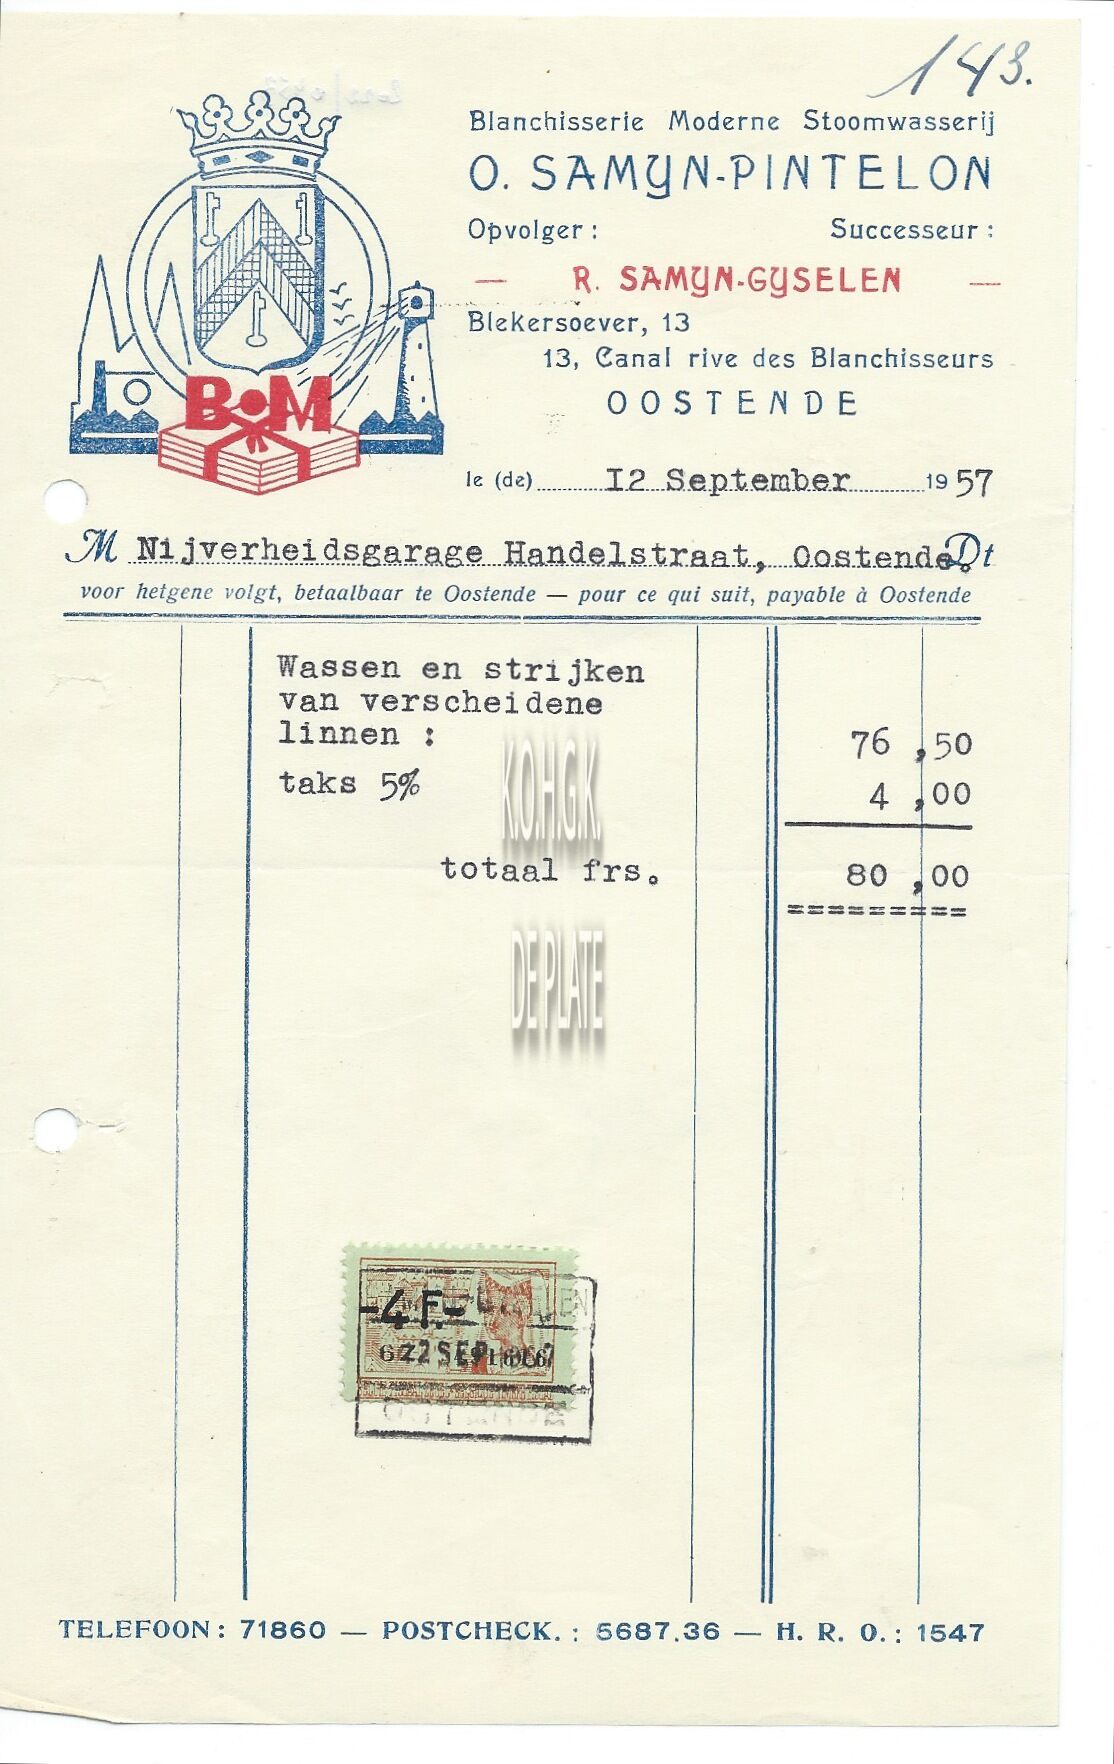 143.
Blanchisserie Moderne Stoomwasserij
O. SAMYN-PINTELON
Opvolger : Successeur :
— R. SAMYN-GYSELEN —
Blekersoever, 13
13, Canal rive des Blanchisseurs
OOSTENDE
B.M
le (de) 12 September 1957
M Nijverheidsgarage Handelstraat, Oostende. Dt
voor hetgene volgt, betaalbaar te Oostende — pour ce qui suit, payable à Oostende
Wassen en strijken
van verscheidene
linnen : 76 ,50
taks 5% 4 ,00
totaal frs. 80 ,00
==========
K.O.H.G.K.
DE PLATE
-4F.-
SEP
TELEFOON : 71860 — POSTCHECK. : 5687.36 — H. R. O. : 1547